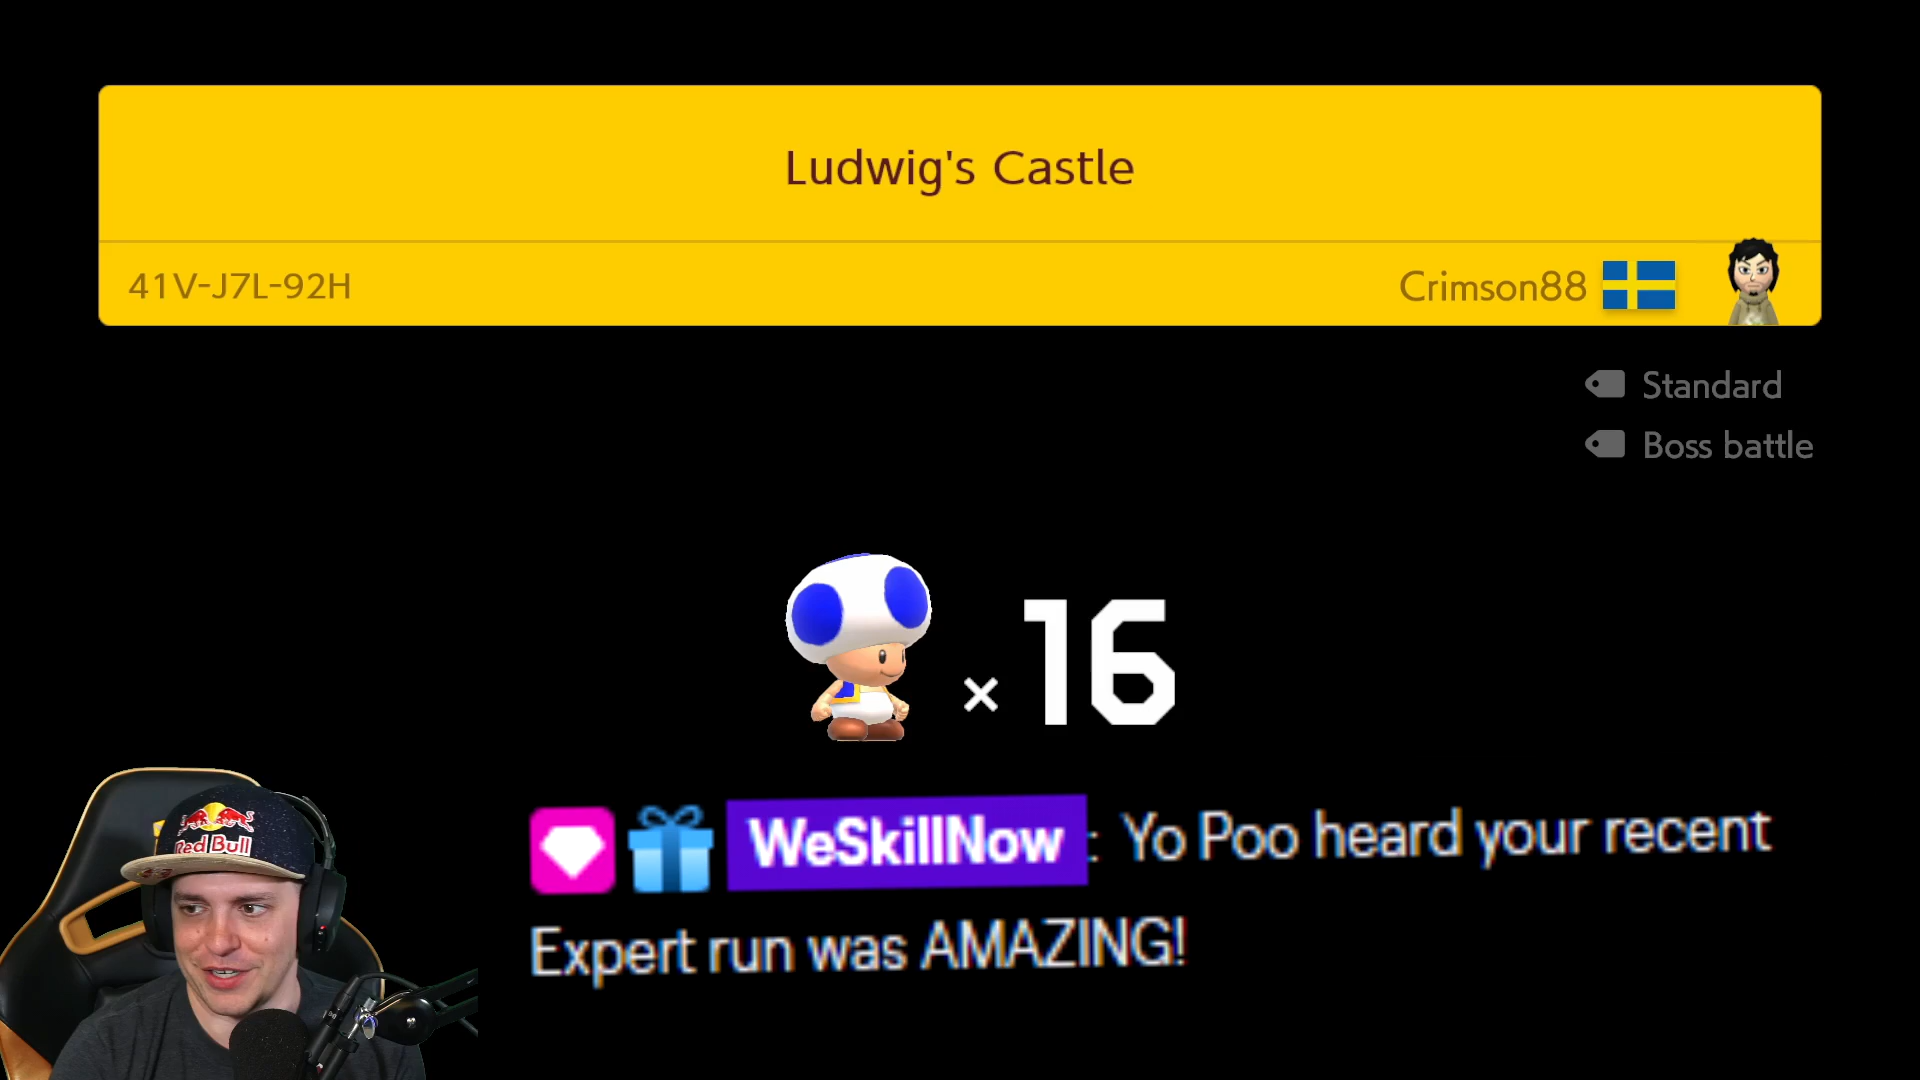 Ludwig's Castle
41V-J7L-92H
Crimson88
Standard
Boss battle
×16
Red Bull
WeSkillNow: Yo Poo heard your recent
Expert run was AMAZING!